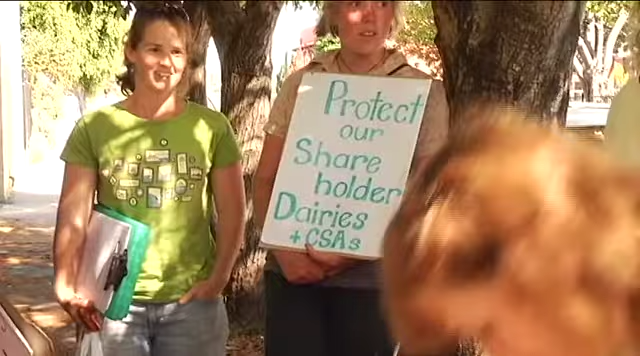 Protect
our
Share
holder
Dairies
+ CSAs